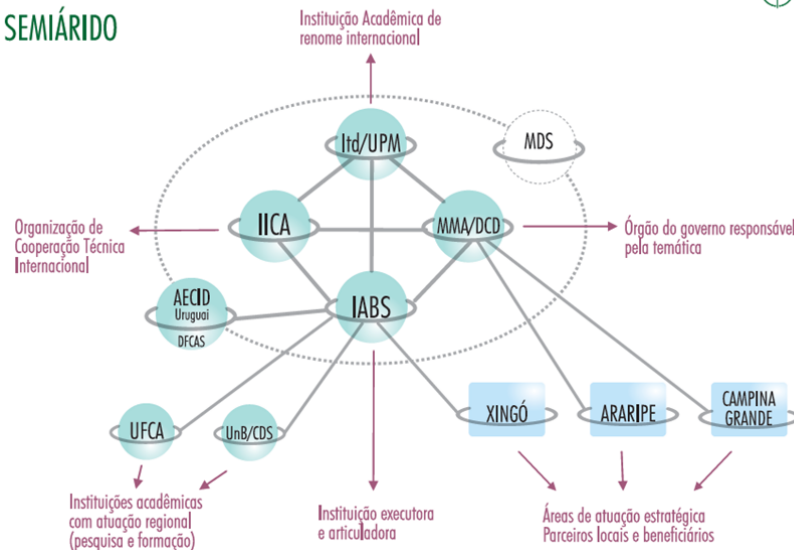 SEMIÁRIDO
Instituição Acadêmica de
renome internacional
Itd/UPM
MDS
IICA
MMA/DCD
Organização de
Cooperação Técnica
Internacional
Órgão do governo responsável
pela temática
AECID
Uruguai
DFCAS
IABS
UFCA
UnB/CDS
XINGÓ
ARARIPE
CAMPINA
GRANDE
Instituições acadêmicas
com atuação regional
(pesquisa e formação)
Instituição executora
e articuladora
Áreas de atuação estratégica
Parceiros locais e beneficiários